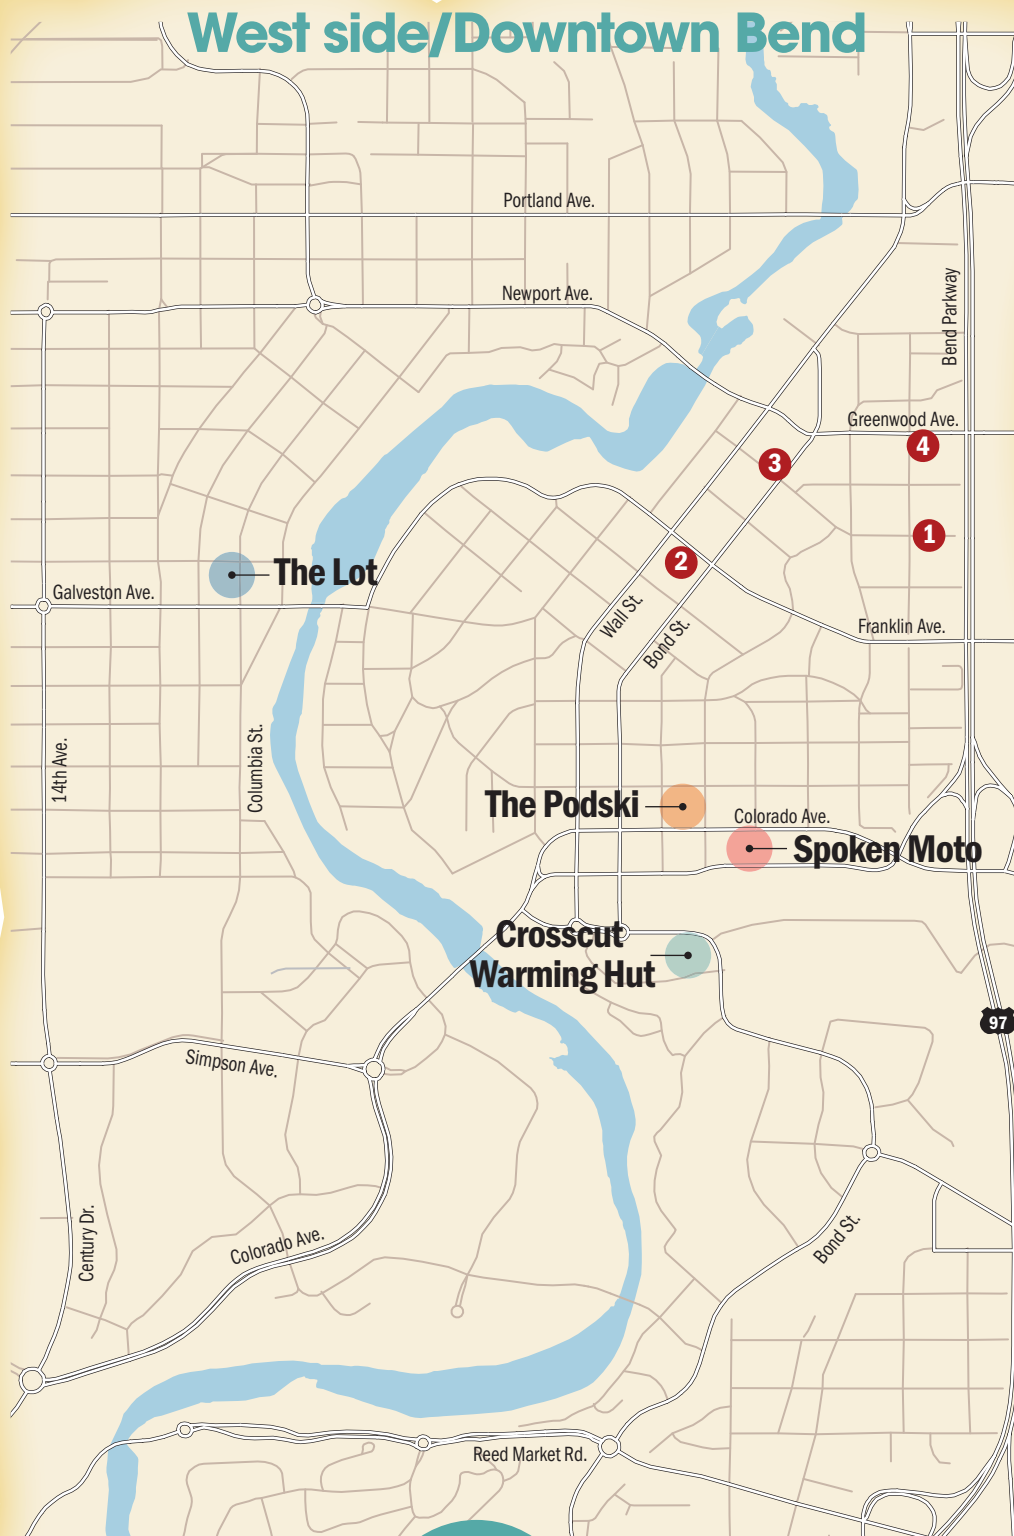 West side/Downtown Bend
Portland Ave.
Newport Ave.
Bend Parkway
Greenwood Ave.
4
3
1
2
The Lot
Galveston Ave.
Wall St.
Bond St.
Franklin Ave.
14th Ave.
Columbia St.
The Podski
Colorado Ave.
Spoken Moto
Crosscut
Warming Hut
97
Simpson Ave.
Century Dr.
Colorado Ave.
Bond St.
Reed Market Rd.